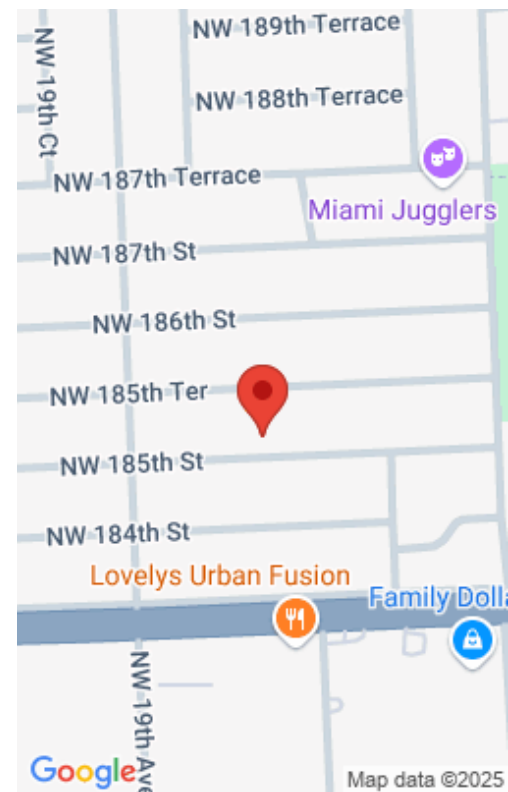 NW 189th Terrace
NW 19th Ct
NW 188th Terrace
NW 187th Terrace
Miami Jugglers
NW 187th St
NW 186th St
NW 185th Ter
NW 185th St
NW 184th St
Lovelys Urban Fusion
Family Dolla
NW 19th Ave
Google
Map data ©2025